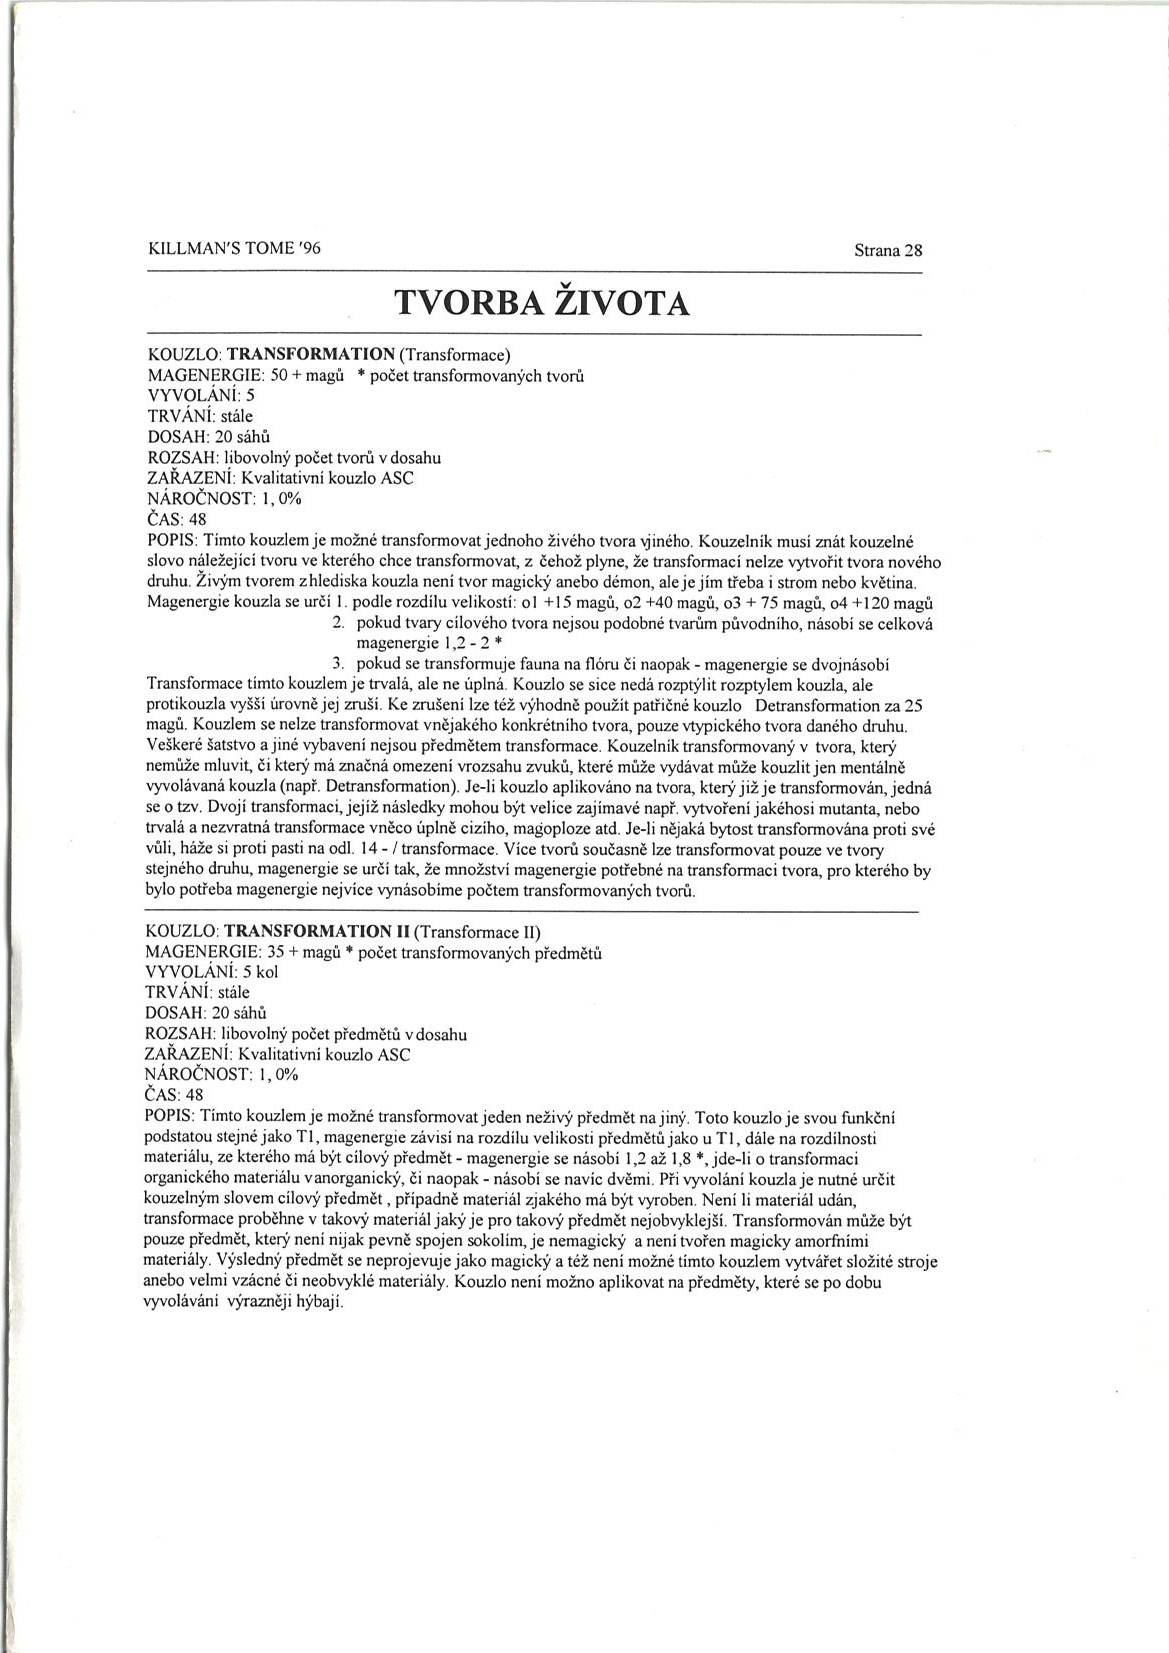 KILLMAN'S TOME '96
Strana 28
TVORBA ŽIVOTA
KOUZLO: TRANSFORMATION (Transformace)
MAGENERGIE: 50 + magů * počet transformovaných tvorů
VYVOLÁNÍ: 5
TRVÁNÍ: stále
DOSAH: 20 sáhů
ROZSAH: libovolný počet tvorů v dosahu
ZAŘAZENÍ: Kvalitativní kouzlo ASC
NÁROČNOST: 1,0%
ČAS: 48
POPIS: Tímto kouzlem je možné transformovat jednoho živého tvora vjiného. Kouzelník musí znát kouzelné
slovo náležející tvoru ve kterého chce transformovat, z čehož plyne, že transformací nelze vytvořit tvora nového
druhu. Živým tvorem z hlediska kouzla není tvor magický anebo démon, ale je jím třeba i strom nebo květina.
Magenergie kouzla se určí 1. podle rozdílu velikostí: o1 +15 magů, o2 +40 magů, o3 + 75 magů, o4 +120 magů
2. pokud tvary cílového tvora nejsou podobné tvarům původního, násobí se celková
magenergie 1,2 - 2 *
3. pokud se transformuje fauna na flóru či naopak - magenergie se dvojnásobí
Transformace tímto kouzlem je trvalá, ale ne úplná. Kouzlo se sice nedá rozptýlit rozptylem kouzla, ale
protikouzla vyšší úrovně jej zruší. Ke zrušení lze též výhodně použít patřičné kouzlo Detransformation za 25
magů. Kouzlem se nelze transformovat vnějakého konkrétního tvora, pouze vtypického tvora daného druhu.
Veškeré šatstvo a jiné vybavení nejsou předmětem transformace. Kouzelník transformovaný v tvora, který
nemůže mluvit, či který má značná omezení vrozsahu zvuků, které může vydávat může kouzlit jen mentálně
vyvolávaná kouzla (např. Detransformation). Je-li kouzlo aplikováno na tvora, který již je transformován, jedná
se o tzv. Dvojí transformaci, jejíž následky mohou být velice zajímavé např. vytvoření jakéhosi mutanta, nebo
trvalá a nezvratná transformace vněco úplně cizího, magoploze atd. Je-li nějaká bytost transformována proti své
vůli, háže si proti pasti na odl. 14 - / transformace. Více tvorů současně lze transformovat pouze ve tvory
stejného druhu, magenergie se určí tak, že množství magenergie potřebné na transformaci tvora, pro kterého by
bylo potřeba magenergie nejvíce vynásobíme počtem transformovaných tvorů.
KOUZLO: TRANSFORMATION II (Transformace II)
MAGENERGIE: 35 + magů * počet transformovaných předmětů
VYVOLÁNÍ: 5 kol
TRVÁNÍ: stále
DOSAH: 20 sáhů
ROZSAH: libovolný počet předmětů v dosahu
ZAŘAZENÍ: Kvalitativní kouzlo ASC
NÁROČNOST: 1,0%
ČAS: 48
POPIS: Tímto kouzlem je možné transformovat jeden neživý předmět na jiný. Toto kouzlo je svou funkční
podstatou stejné jako T1, magenergie závisí na rozdílu velikosti předmětů jako u T1, dále na rozdílnosti
materiálu, ze kterého má být cílový předmět - magenergie se násobí 1,2 až 1,8 *, jde-li o transformaci
organického materiálu vanorganický, či naopak - násobí se navíc dvěmi. Při vyvolání kouzla je nutné určit
kouzelným slovem cílový předmět , případně materiál zjakého má být vyroben. Není li materiál udán,
transformace proběhne v takový materiál jaký je pro takový předmět nejobvyklejší. Transformován může být
pouze předmět, který není nijak pevně spojen sokolím, je nemagický a není tvořen magicky amorfními
materiály. Výsledný předmět se neprojevuje jako magický a též není možné tímto kouzlem vytvářet složité stroje
anebo velmi vzácné či neobvyklé materiály. Kouzlo není možno aplikovat na předměty, které se po dobu
vyvolávání výrazněji hýbají.